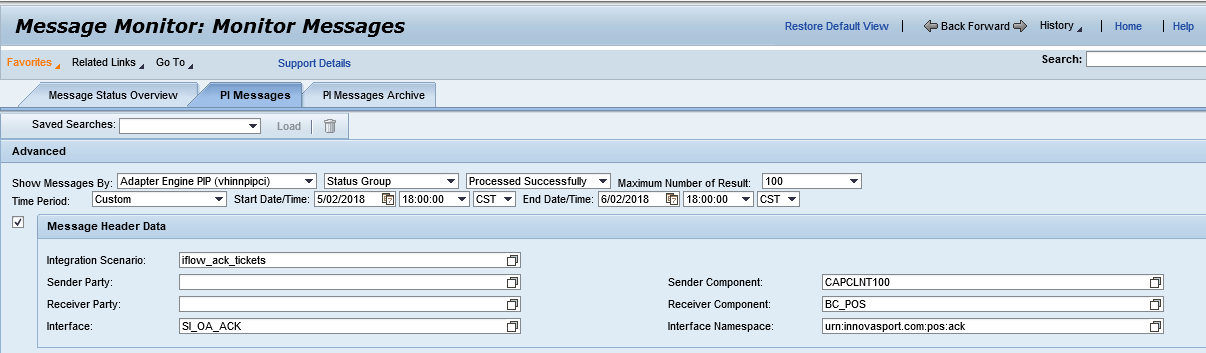 Message Monitor: Monitor Messages
Restore Default View | Back Forward History | Home | Help
Favorites Related Links Go To Support Details Search:
Message Status Overview PI Messages PI Messages Archive
Saved Searches: Load
Advanced
Show Messages By: Adapter Engine PIP (vhinnpipci) Status Group Processed Successfully Maximum Number of Result: 100
Time Period: Custom Start Date/Time: 5/02/2018 18:00:00 CST End Date/Time: 6/02/2018 18:00:00 CST
Message Header Data
Integration Scenario: iflow_ack_tickets
Sender Party: Sender Component: CAPCLNT100
Receiver Party: Receiver Component: BC_POS
Interface: SI_OA_ACK Interface Namespace: urn:innovasport.com:pos:ack